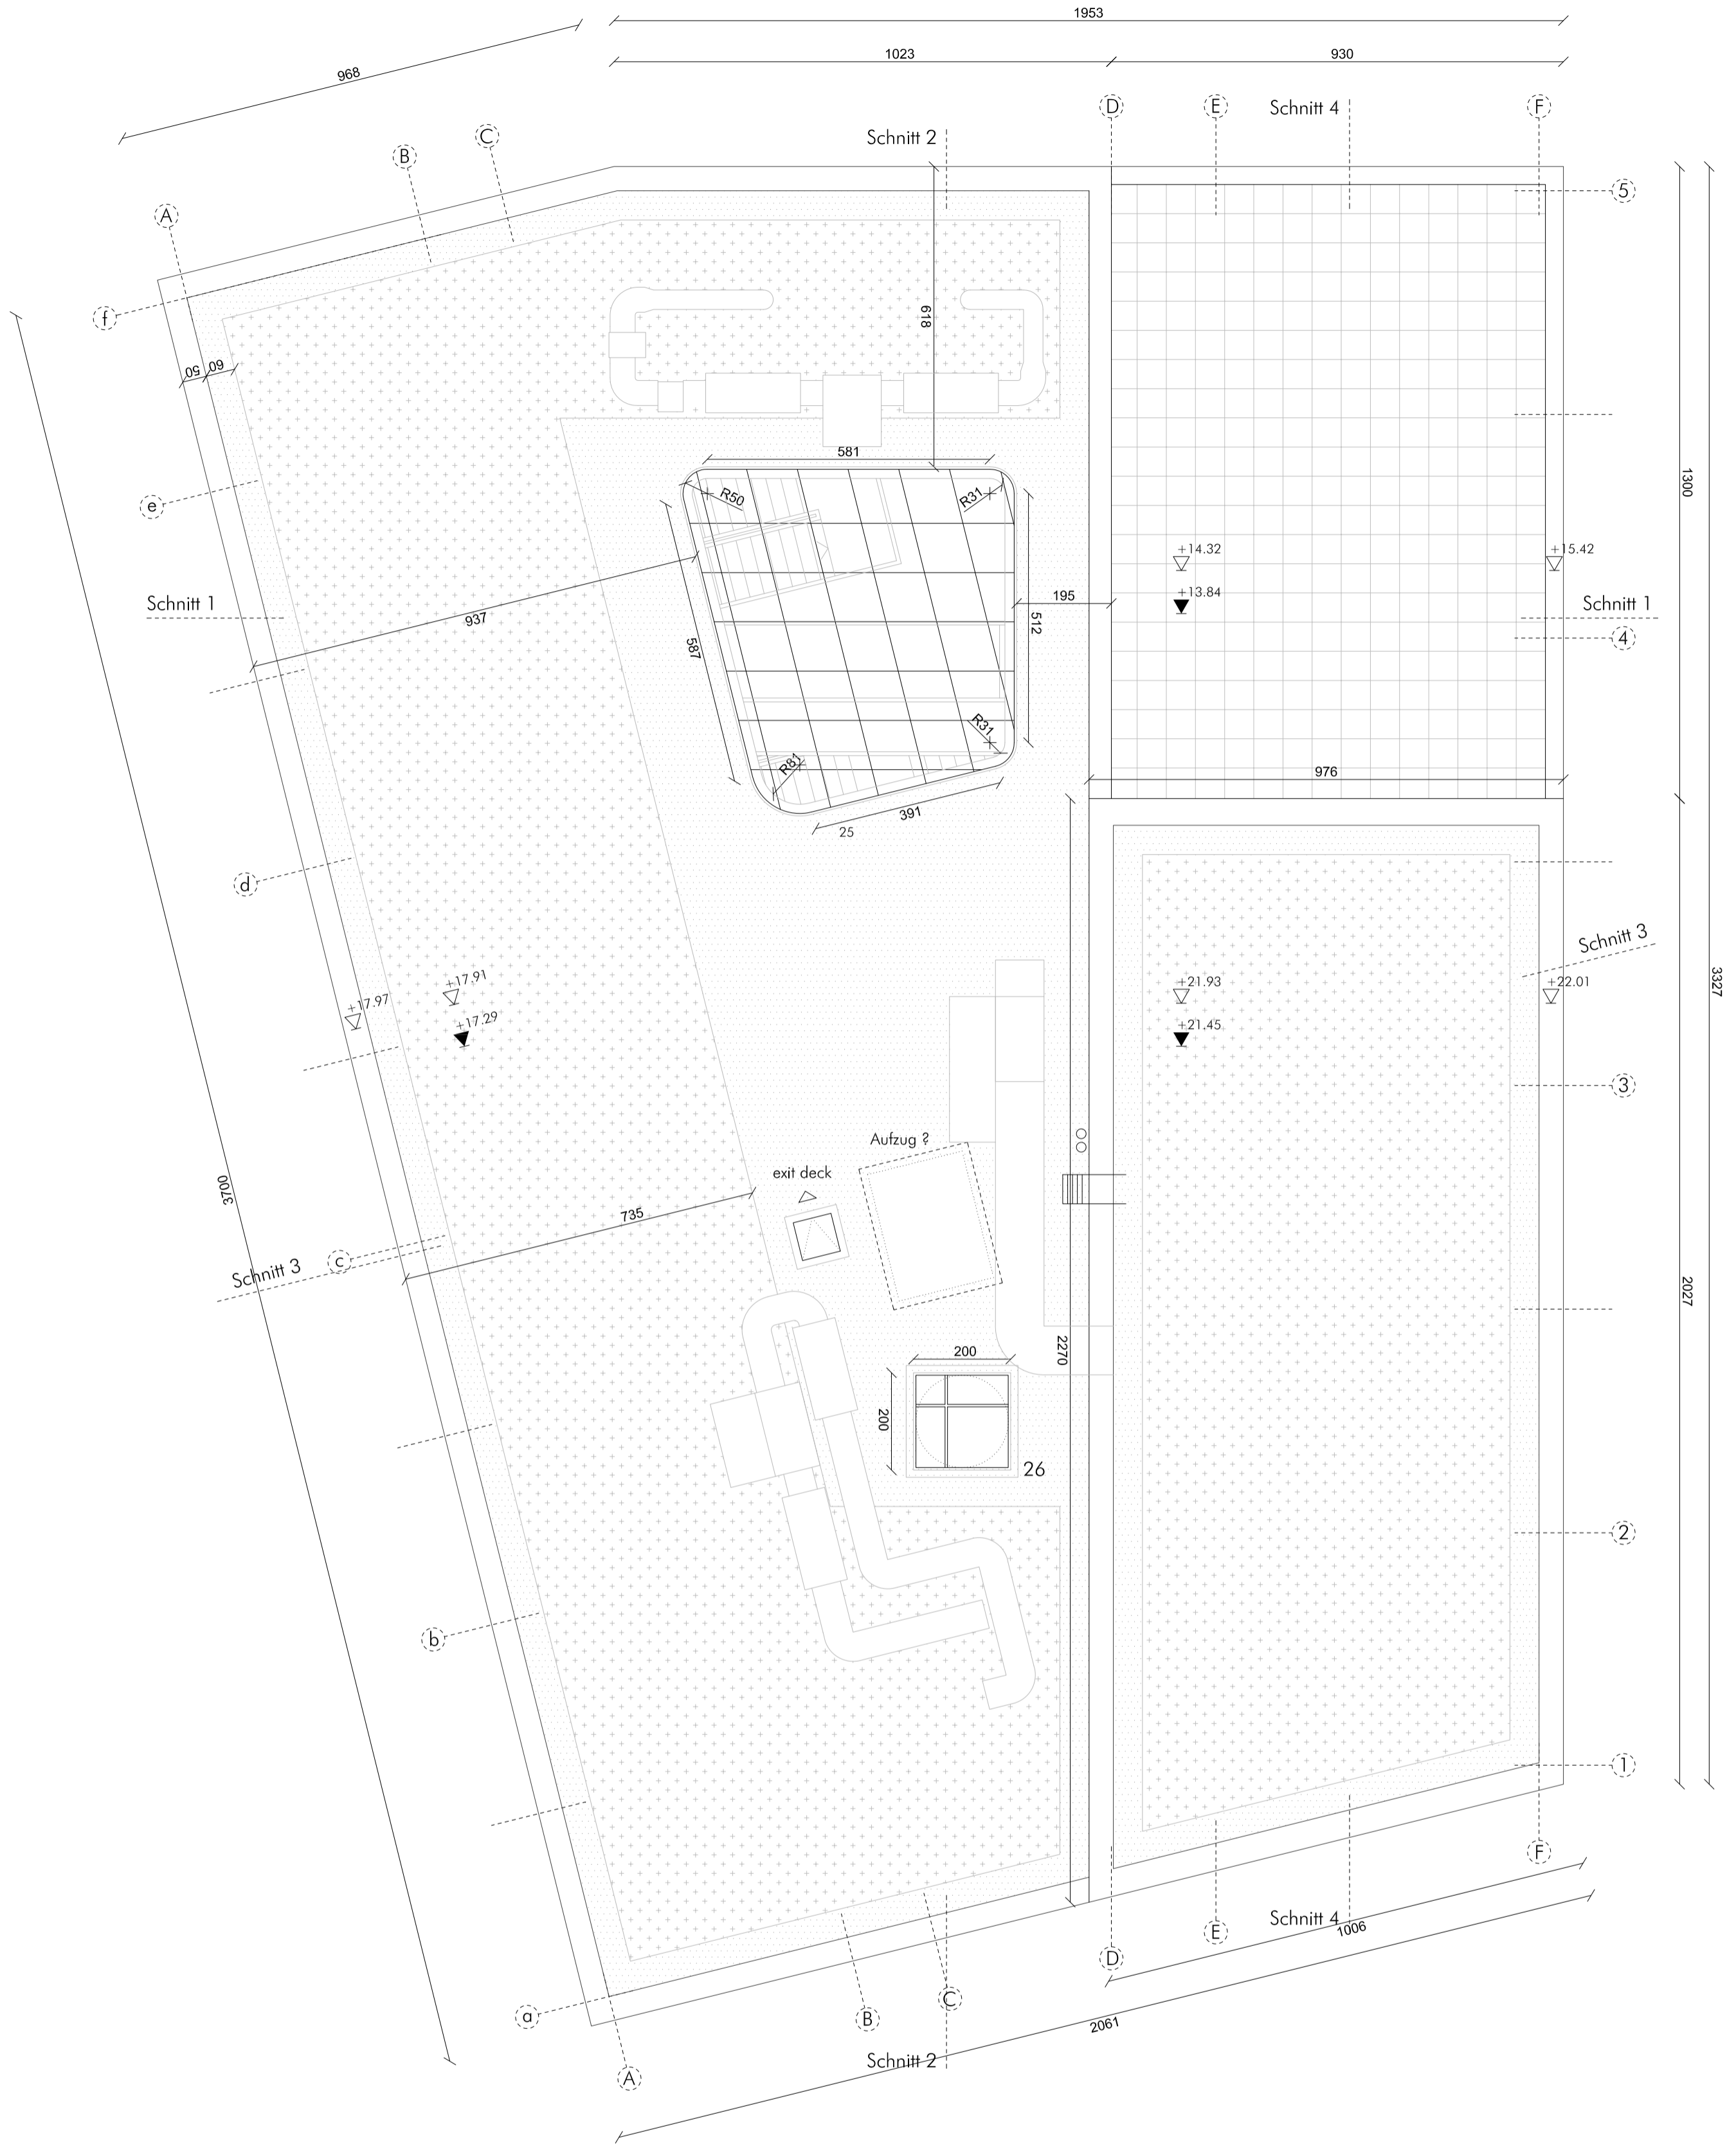 1953
1023
930
968
D
E
Schnitt 4
F
Schnitt 2
C
B
A
5
f
618
60
50
581
R50
R31
1300
e
+14.32
+15.42
+13.84
195
512
Schnitt 1
Schnitt 1
937
4
587
R31
R81
976
391
25
d
Schnitt 3
+17.91
+17.97
+17.29
+21.93
+22.01
+21.45
3327
3
Aufzug ?
exit deck
3700
735
c
Schnitt 3
2027
2270
200
200
26
2
b
1
F
Schnitt 4
1006
E
D
C
a
B
2061
Schnitt 2
A